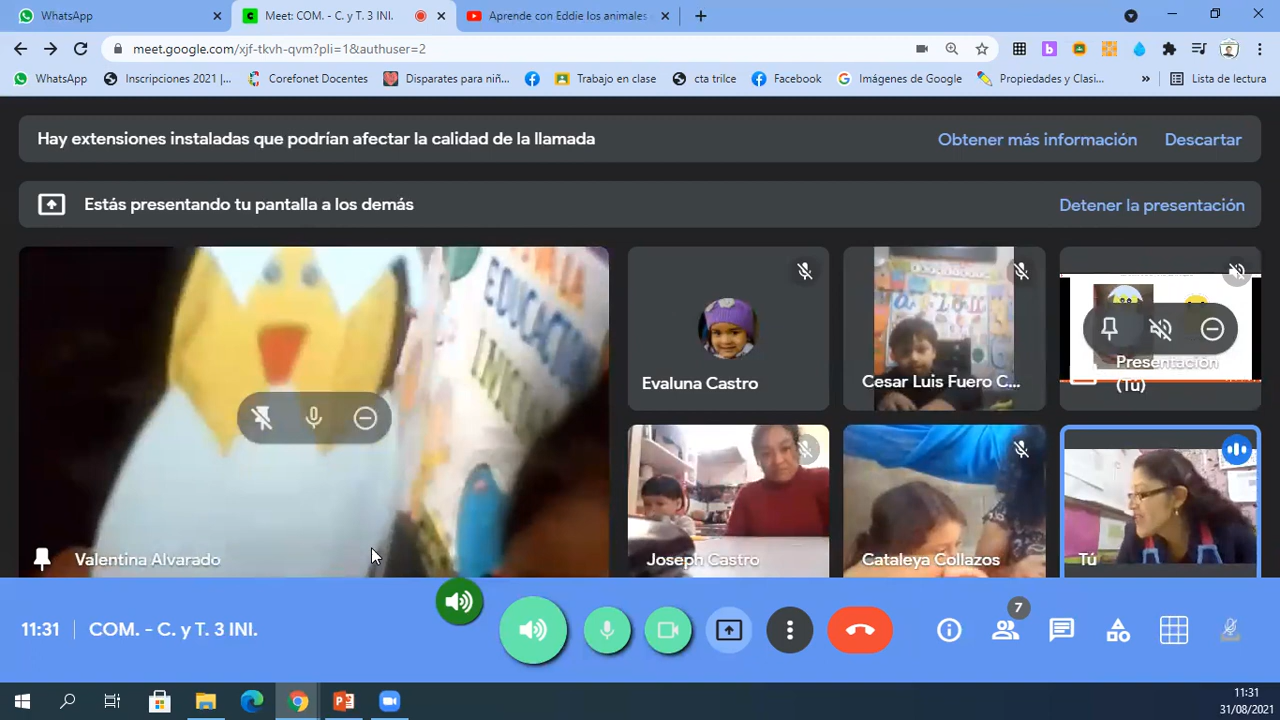 WhatsApp
Meet: COM. - C. y T. 3 INI.
Aprende con Eddie los animales
meet.google.com/xjf-tkvh-qvm?pli=1&authuser=2
WhatsApp
Inscripciones 2021 |...
Corefonet Docentes
Disparates para niñ...
Trabajo en clase
cta trilce
Facebook
Imágenes de Google
Propiedades y Clasi...
»
Lista de lectura
Hay extensiones instaladas que podrían afectar la calidad de la llamada
Obtener más información
Descartar
Estás presentando tu pantalla a los demás
Detener la presentación
LA
EDUCACIÓN
Evaluna Castro
Cesar Luis Fuero C...
Presentación
(Tú)
Valentina Alvarado
Joseph Castro
Cataleya Collazos
Tú
11:31
COM. - C. y T. 3 INI.
7
11:31
31/08/2021